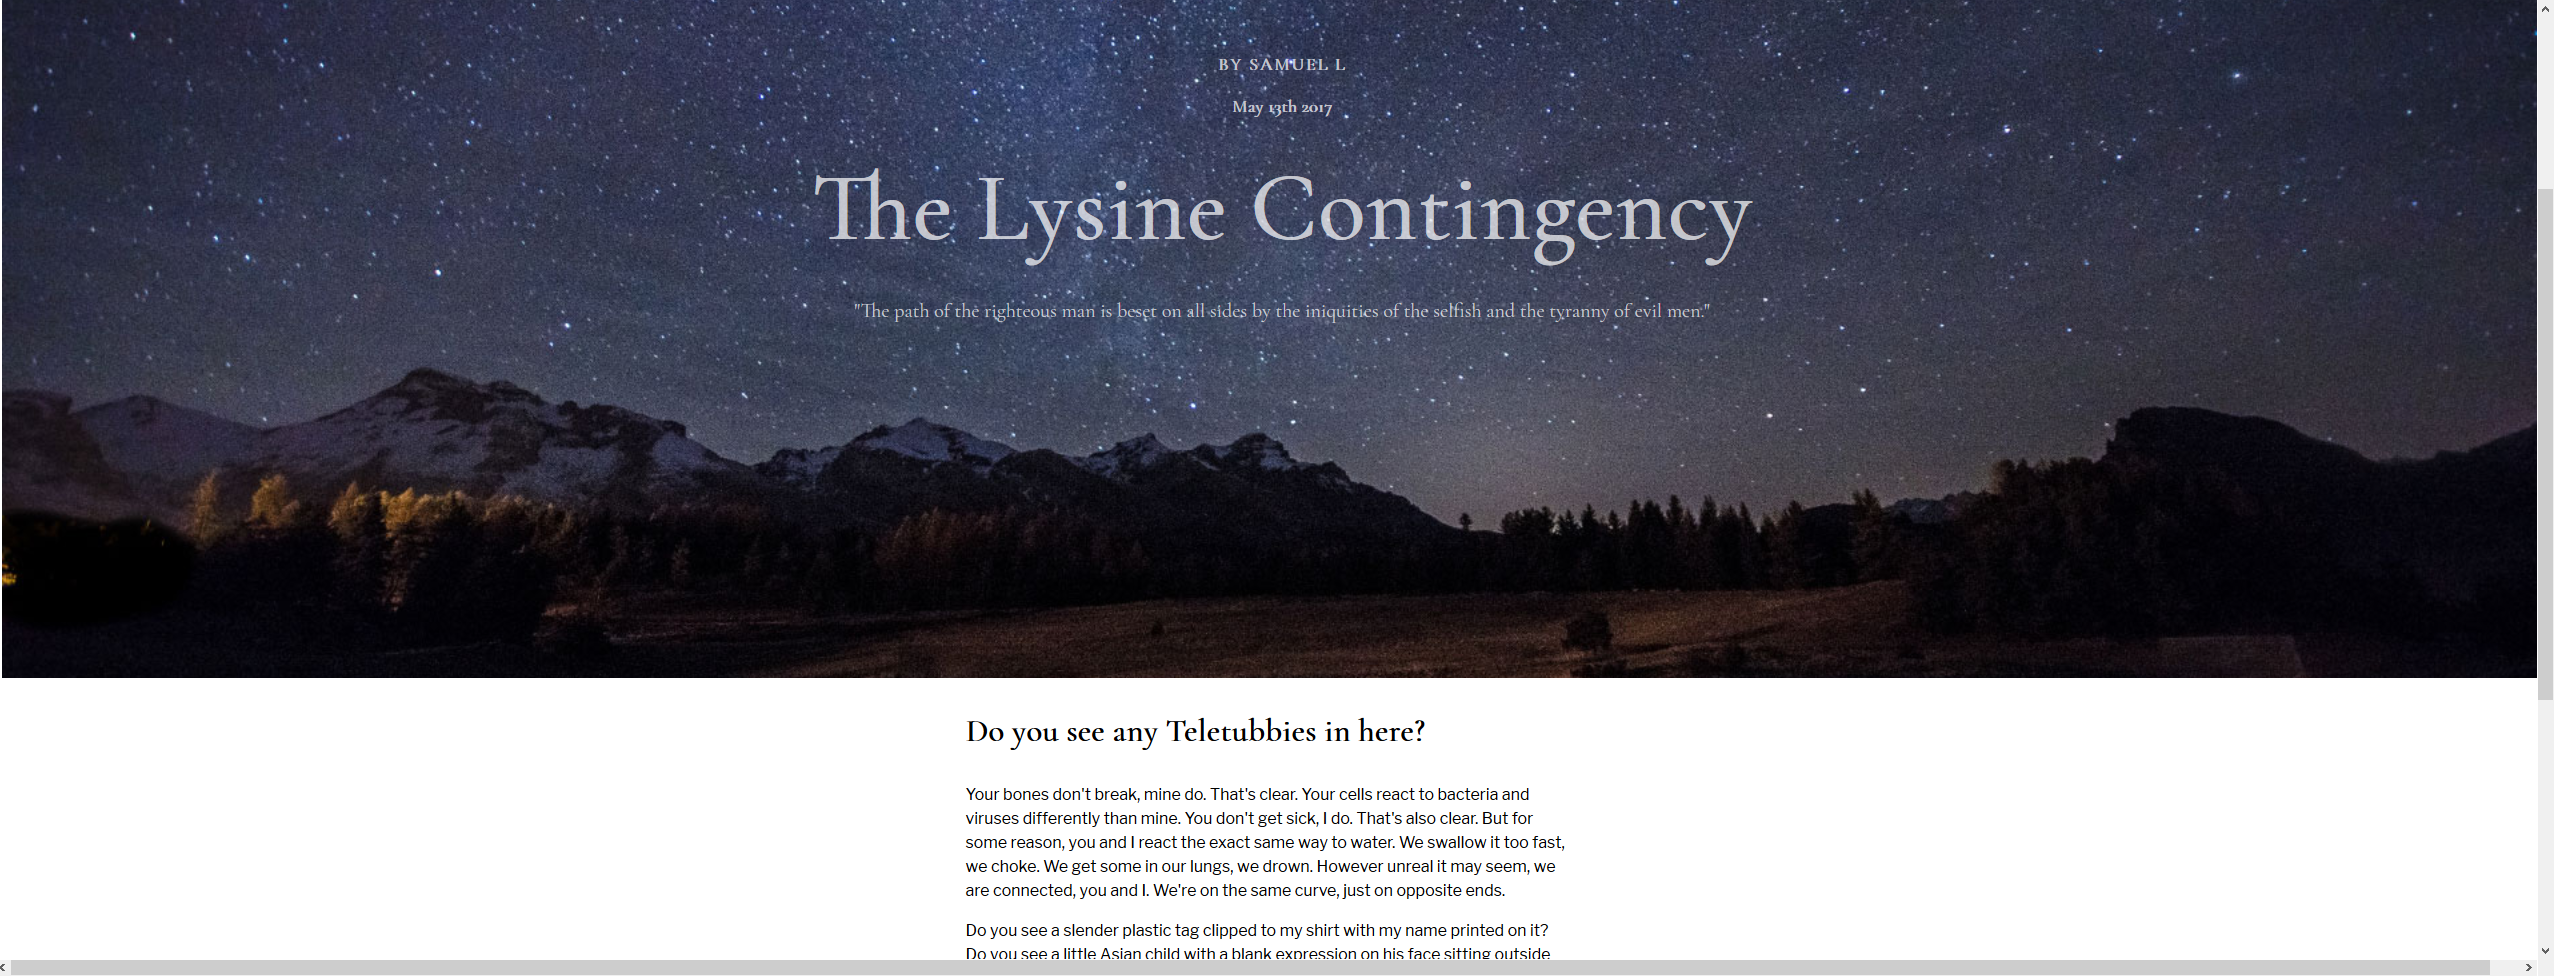 BY SAMUEL L
May 13th 2017
The Lysine Contingency
"The path of the righteous man is beset on all sides by the iniquities of the selfish and the tyranny of evil men."
Do you see any Teletubbies in here?
Your bones don't break, mine do. That's clear. Your cells react to bacteria and
viruses differently than mine. You don't get sick, I do. That's also clear. But for
some reason, you and I react the exact same way to water. We swallow it too fast,
we choke. We get some in our lungs, we drown. However unreal it may seem, we
are connected, you and I. We're on the same curve, just on opposite ends.
Do you see a slender plastic tag clipped to my shirt with my name printed on it?
Do you see a little Asian child with a blank expression on his face sitting outside